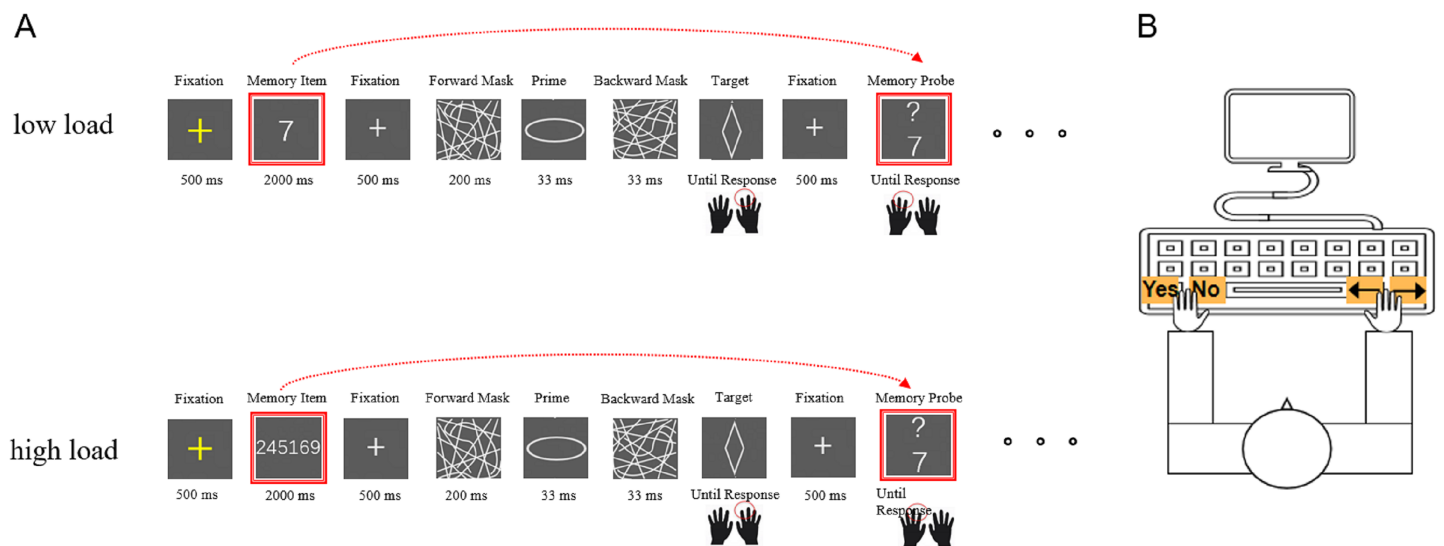 A
B
Fixation Memory Item Fixation Forward Mask Prime Backward Mask Target Fixation Memory Probe
low load
7
?
7
500 ms 2000 ms 500 ms 200 ms 33 ms 33 ms Until Response 500 ms Until Response
Yes No
Fixation Memory Item Fixation Forward Mask Prime Backward Mask Target Fixation Memory Probe
high load
245169
?
7
500 ms 2000 ms 500 ms 200 ms 33 ms 33 ms Until Response 500 ms Until
Response